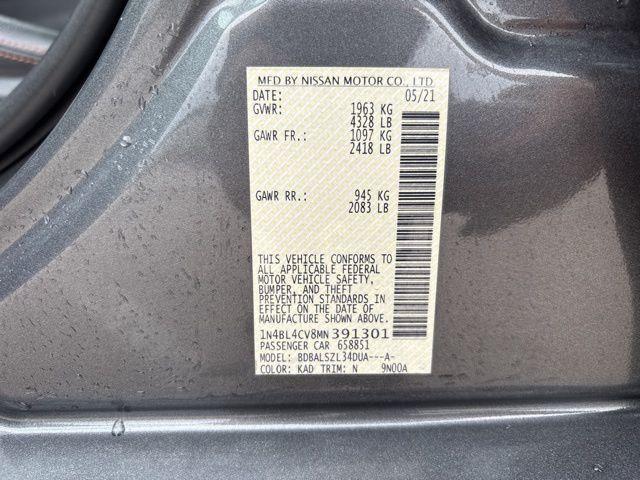 MFD BY NISSAN MOTOR CO., LTD
DATE: 05/21
GVWR: 1963 KG
4328 LB
GAWR FR.: 1097 KG
2418 LB
GAWR RR.: 945 KG
2083 LB
THIS VEHICLE CONFORMS TO
ALL APPLICABLE FEDERAL
MOTOR VEHICLE SAFETY,
BUMPER, AND THEFT
PREVENTION STANDARDS IN
EFFECT ON THE DATE OF
MANUFACTURE SHOWN ABOVE.
1N4BL4CV8MN391301
PASSENGER CAR 658851
MODEL: BDBALSZL34DUA---A-
COLOR: KAD TRIM: N 9N00A